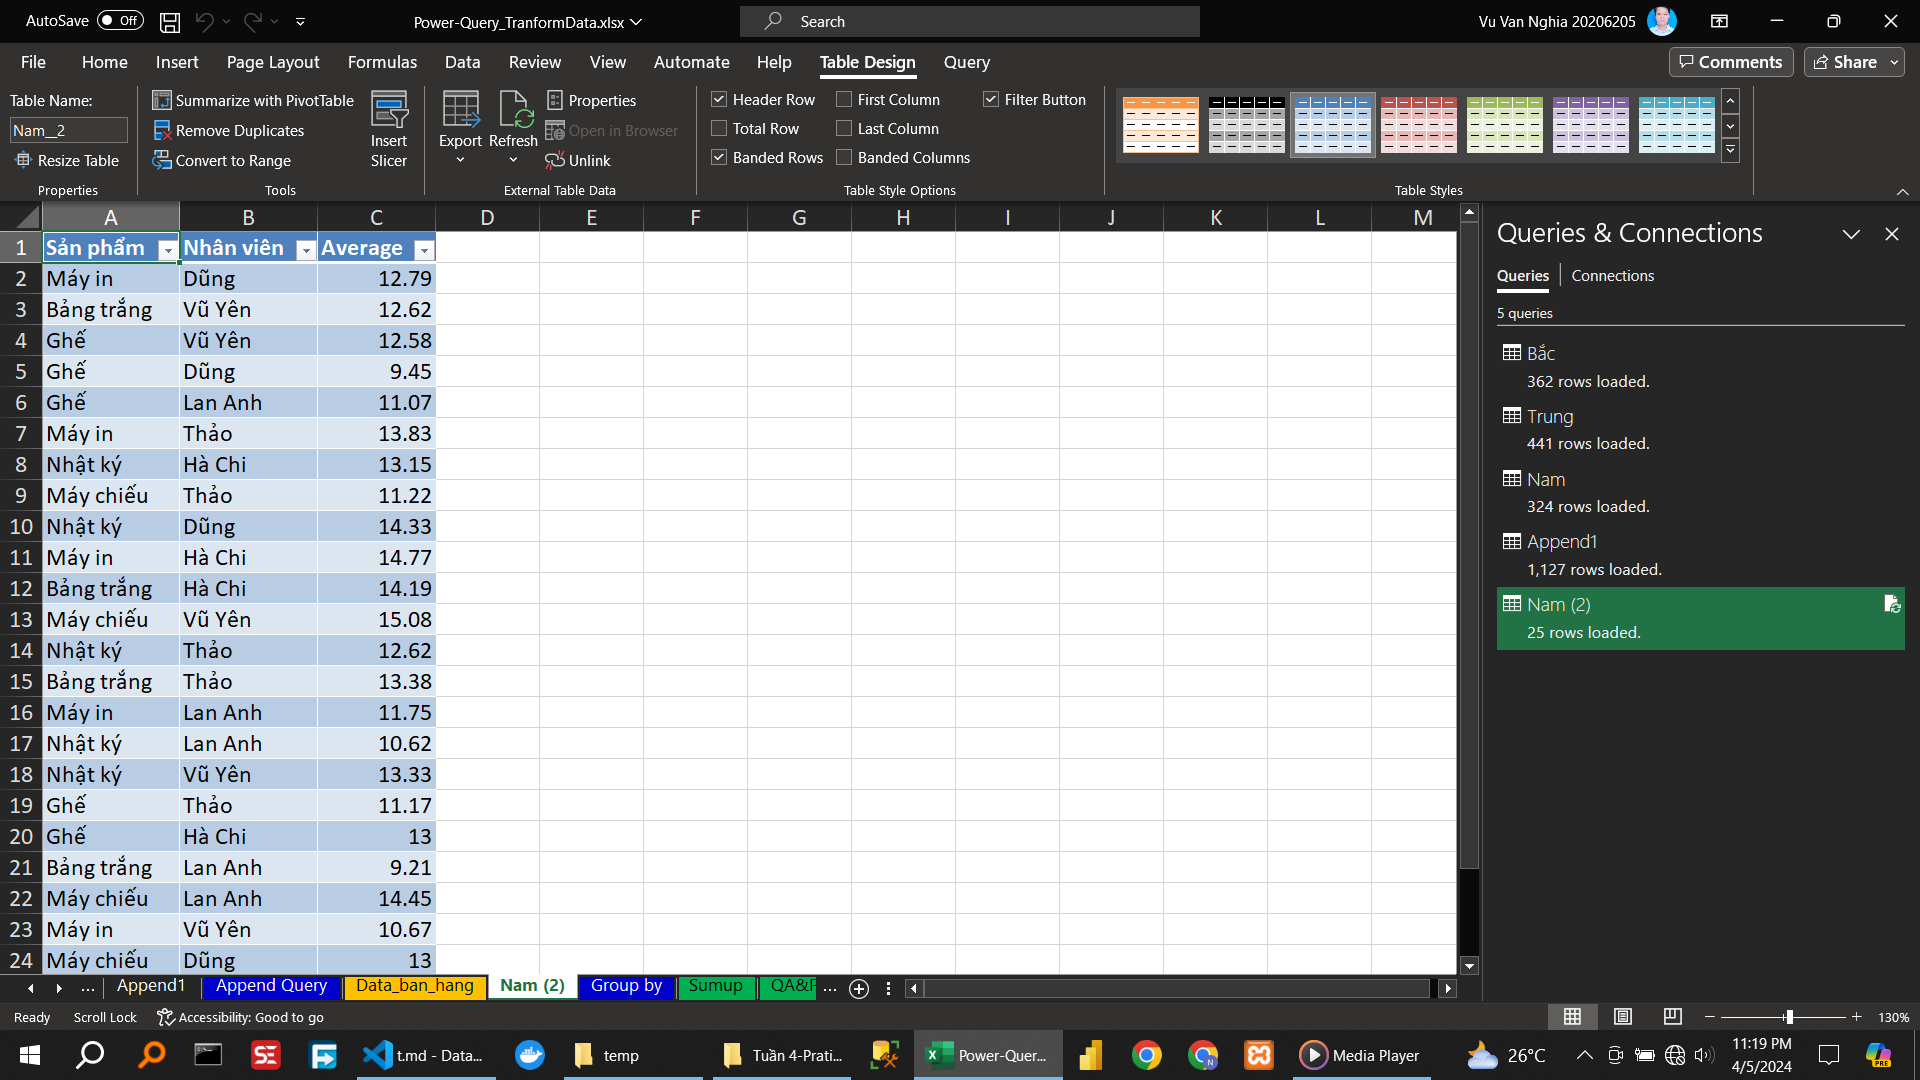 AutoSave Off Power-Query_TranformData.xlsx Search Vu Van Nghia 20206205
File Home Insert Page Layout Formulas Data Review View Automate Help Table Design Query Comments Share
Table Name:
Nam__2
Resize Table
Properties
Summarize with PivotTable
Remove Duplicates
Convert to Range
Insert
Slicer
Tools
Export
Refresh
Properties
Open in Browser
Unlink
External Table Data
Header Row First Column Filter Button
Total Row Last Column
Banded Rows Banded Columns
Table Style Options
Table Styles
A B C D E F G H I J K L M
1 Sản phẩm Nhân viên Average
2 Máy in Dũng 12.79
3 Bảng trắng Vũ Yên 12.62
4 Ghế Vũ Yên 12.58
5 Ghế Dũng 9.45
6 Ghế Lan Anh 11.07
7 Máy in Thảo 13.83
8 Nhật ký Hà Chi 13.15
9 Máy chiếu Thảo 11.22
10 Nhật ký Dũng 14.33
11 Máy in Hà Chi 14.77
12 Bảng trắng Hà Chi 14.19
13 Máy chiếu Vũ Yên 15.08
14 Nhật ký Thảo 12.62
15 Bảng trắng Thảo 13.38
16 Máy in Lan Anh 11.75
17 Nhật ký Lan Anh 10.62
18 Nhật ký Vũ Yên 13.33
19 Ghế Thảo 11.17
20 Ghế Hà Chi 13
21 Bảng trắng Lan Anh 9.21
22 Máy chiếu Lan Anh 14.45
23 Máy in Vũ Yên 10.67
24 Máy chiếu Dũng 13
Queries & Connections
Queries Connections
5 queries
Bắc
362 rows loaded.
Trung
441 rows loaded.
Nam
324 rows loaded.
Append1
1,127 rows loaded.
Nam (2)
25 rows loaded.
... Append1 Append Query Data_ban_hang Nam (2) Group by Sumup QA&P ...
Ready Scroll Lock Accessibility: Good to go 130%
t.md - Data... temp Tuần 4-Prati... Power-Quer... Media Player 26°C 11:19 PM
4/5/2024